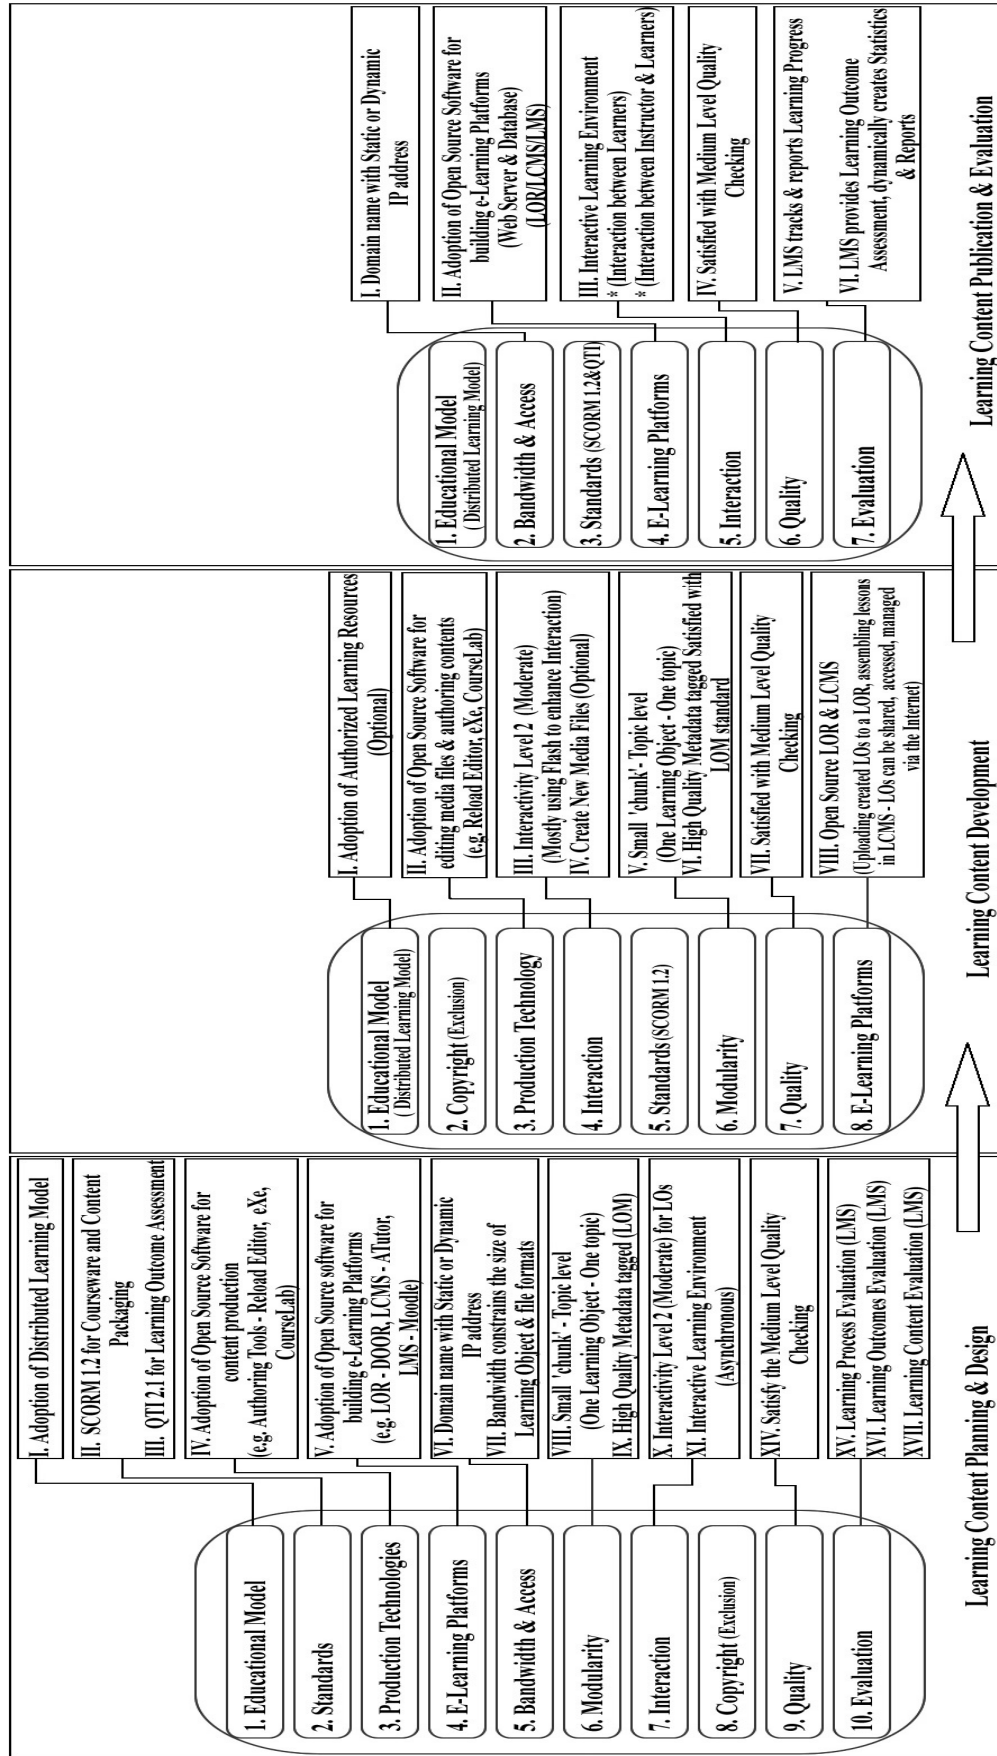 1. Educational Model
2. Standards
3. Production Technologies
4. E-Learning Platforms
5. Bandwidth & Access
6. Modularity
7. Interaction
8. Copyright (Exclusion)
9. Quality
10. Evaluation
I. Adoption of Distributed Learning Model
II. SCORM 1.2 for Courseware and Content
Packaging
III. QTI 2.1 for Learning Outcome Assessment
IV. Adoption of Open Source Software for
content production
(e.g. Authoring Tools - Reload Editor, eXe,
CourseLab)
V. Adoption of Open Source software for
building e-Learning Platforms
(e.g. LOR - DOOR, LCMS - ATutor,
LMS - Moodle)
VI. Domain name with Static or Dynamic
IP address
VII. Bandwidth constrains the size of
Learning Object & file formats
VIII. Small 'chunk' - Topic level
(One Learning Object - One topic)
IX. High Quality Metadata tagged (LOM)
X. Interactivity Level 2 (Moderate) for LOs
XI. Interactive Learning Environment
(Asynchronous)
XIV. Satisfy the Medium Level Quality
Checking
XV. Learning Process Evaluation (LMS)
XVI. Learning Outcomes Evaluation (LMS)
XVII. Learning Content Evaluation (LMS)
Learning Content Planning & Design
1. Educational Model
( Distributed Learning Model)
2. Copyright (Exclusion)
3. Production Technology
4. Interaction
5. Standards (SCORM 1.2)
6. Modularity
7. Quality
8. E-Learning Platforms
I. Adoption of Authorized Learning Resources
(Optional)
II. Adoption of Open Source Software for
editing media files & authoring contents
(e.g. Reload Editor, eXe, CourseLab)
III. Interactivity Level 2 (Moderate)
(Mostly using Flash to enhance Interaction)
IV. Create New Media Files (Optional)
V. Small 'chunk'- Topic level
(One Learning Object - One topic)
VI. High Quality Metadata tagged Satisfied with
LOM standard
VII. Satisfied with Medium Level Quality
Checking
VIII. Open Source LOR & LCMS
(Uploading created LOs to a LOR, assembling lessons
in LCMS - LOs can be shared, accessed, managed
via the Internet)
Learning Content Development
1. Educational Model
( Distributed Learning Model)
2. Bandwidth & Access
3. Standards (SCORM 1.2&QTI)
4. E-Learning Platforms
5. Interaction
6. Quality
7. Evaluation
I. Domain name with Static or Dynamic
IP address
II. Adoption of Open Source Software for
building e-Learning Platforms
(Web Server & Database)
(LOR/LCMS/LMS)
III. Interactive Learning Environment
* (Interaction between Learners)
* (Interaction between Instructor & Learners)
IV. Satisfied with Medium Level Quality
Checking
V. LMS tracks & reports Learning Progress
VI. LMS provides Learning Outcome
Assessment, dynamically creates Statistics
& Reports
Learning Content Publication & Evaluation